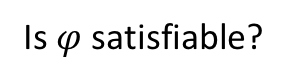 Is 𝜑 satisfiable?